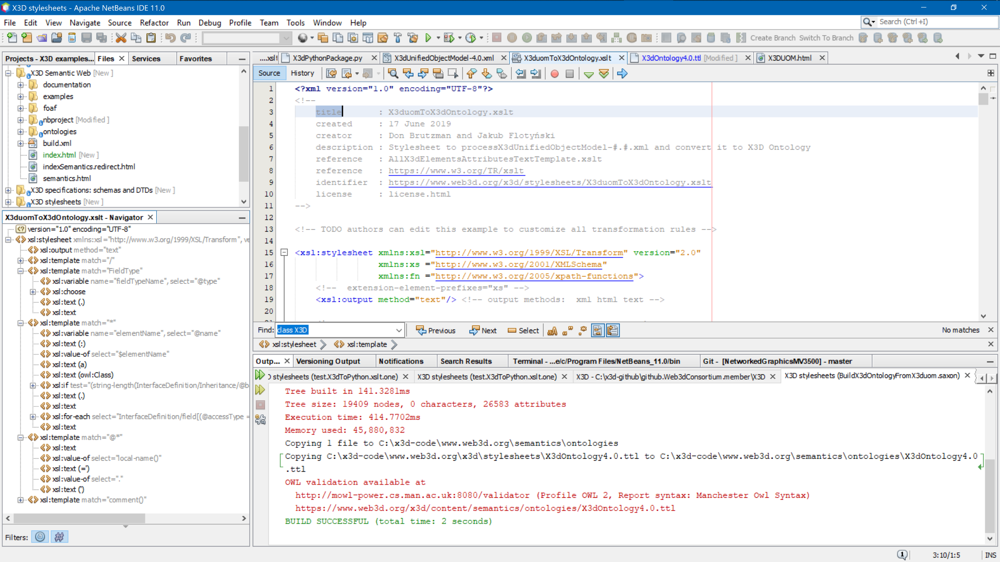 X3D stylesheets - Apache NetBeans IDE 11.0
File Edit View Navigate Source Refactor Run Debug Profile Team Tools Window Help
Search (Ctrl+I)
Create Branch Switch To Branch
Projects - X3D examples... Files Services Favorites
X3D Semantic Web [New ]
documentation
examples
foaf
nbproject [Modified ]
ontologies
build.xml
index.html [New ]
indexSemantics.redirect.html
semantics.html
X3D specifications: schemas and DTDs [New ]
X3D stylesheets [New ]
X3duomToX3dOntology.xslt - Navigator
version="1.0" encoding="UTF-8"
xsl:stylesheet xmlns:xsl="http://www.w3.org/1999/XSL/Transform", ve
xsl:output method="text"
xsl:template match="/"
xsl:template match="FieldType"
xsl:variable name="fieldTypeName", select="@type"
xsl:choose
xsl:text (.)
xsl:text
xsl:template match="*"
xsl:variable name="elementName", select="@name"
xsl:text (:)
xsl:value-of select="$elementName"
xsl:text (a)
xsl:text (owl:Class)
xsl:if test="(string-length(InterfaceDefinition/Inheritance/@b
xsl:text (.)
xsl:text
xsl:for-each select="InterfaceDefinition/field[(@accessType =
xsl:text
xsl:template match="@*"
xsl:text
xsl:value-of select="local-name()"
xsl:text (=')
xsl:value-of select="."
xsl:text (')
xsl:template match="comment()"
Filters:
....xslt X3dPythonPackage.py X3dUnifiedObjectModel-4.0.xml X3duomToX3dOntology.xslt X3dOntology4.0.ttl [Modified ] X3DUOM.html
Source History
1 <?xml version="1.0" encoding="UTF-8"?>
2 <!--
3 title : X3duomToX3dOntology.xslt
4 created : 17 June 2019
5 creator : Don Brutzman and Jakub Flotyński
6 description : Stylesheet to processX3dUnifiedObjectModel-#.#.xml and convert it to X3D Ontology
7 reference : AllX3dElementsAttributesTextTemplate.xslt
8 reference : https://www.w3.org/TR/xslt
9 identifier : https://www.web3d.org/x3d/stylesheets/X3duomToX3dOntology.xslt
10 license : license.html
11 -->
12
13 <!-- TODO authors can edit this example to customize all transformation rules -->
14
15 <xsl:stylesheet xmlns:xsl="http://www.w3.org/1999/XSL/Transform" version="2.0"
16 xmlns:xs ="http://www.w3.org/2001/XMLSchema"
17 xmlns:fn ="http://www.w3.org/2005/xpath-functions">
18 <!-- extension-element-prefixes="xs" -->
19 <xsl:output method="text"/> <!-- output methods: xml html text -->
20
Find: class X3D Previous Next Select No matches
xsl:stylesheet xsl:template
Outp... Versioning Output Notifications Search Results Terminal - ...e/c/Program Files/NetBeans_11.0/bin Git - [NetworkedGraphicsMV3500] - master
stylesheets (test.X3dToPython.xslt.one) X3D stylesheets (test.X3dToPython.xslt.one) X3D - C:\x3d-github\github.Web3dConsortium.member\X3D X3D stylesheets (BuildX3dOntologyFromX3duom.saxon)
Tree built in 141.3281ms
Tree size: 19409 nodes, 0 characters, 26583 attributes
Execution time: 414.7702ms
Memory used: 45,880,832
Copying 1 file to C:\x3d-code\www.web3d.org\semantics\ontologies
Copying C:\x3d-code\www.web3d.org\x3d\stylesheets\X3dOntology4.0.ttl to C:\x3d-code\www.web3d.org\semantics\ontologies\X3dOntology4.0
.ttl
OWL validation available at
http://mowl-power.cs.man.ac.uk:8080/validator (Profile OWL 2, Report syntax: Manchester Owl Syntax)
https://www.web3d.org/x3d/content/semantics/ontologies/X3dOntology4.0.ttl
BUILD SUCCESSFUL (total time: 2 seconds)
1 3:10/1:5 INS